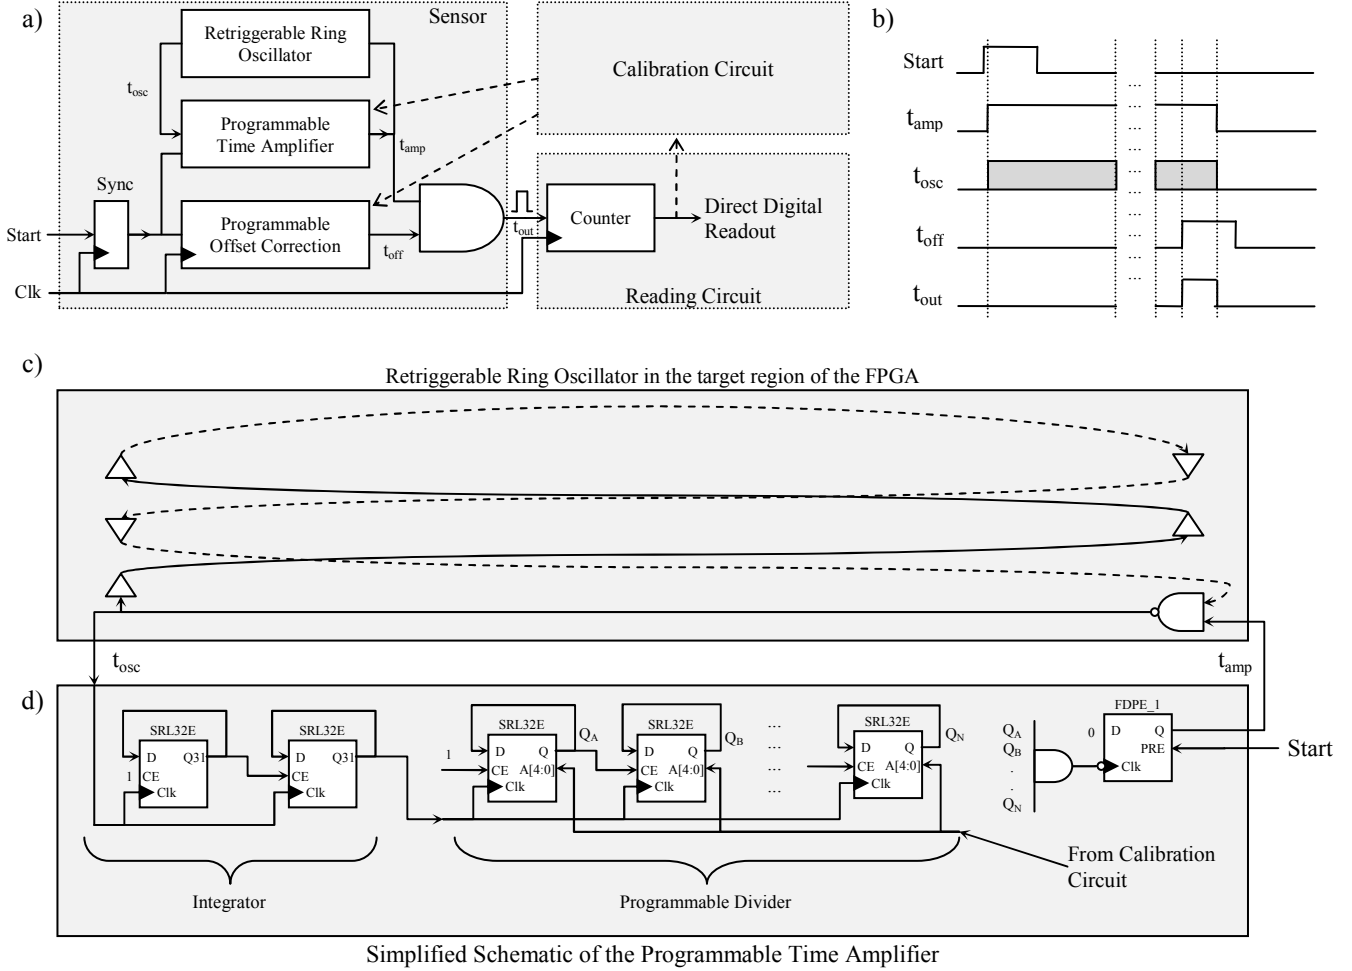 a)
Sensor
Retriggerable Ring
Oscillator
t_osc
Programmable
Time Amplifier
t_amp
Sync
Start
Programmable
Offset Correction
t_off
Clk
t_out
Calibration Circuit
Counter
Direct Digital
Readout
Reading Circuit
b)
Start
...
t_amp
...
...
t_osc
...
...
t_off
...
...
t_out
...
c)
Retriggerable Ring Oscillator in the target region of the FPGA
t_osc
t_amp
d)
SRL32E
D
Q31
1
CE
Clk
SRL32E
D
Q31
CE
Clk
Integrator
1
SRL32E
D
Q
CE
A[4:0]
Clk
Q_A
SRL32E
D
Q
CE
A[4:0]
Clk
Q_B
...
...
...
...
SRL32E
D
Q
CE
A[4:0]
Clk
Q_N
Programmable Divider
Q_A
Q_B
.
.
Q_N
FDPE_1
0
D
Q
PRE
Clk
Start
From Calibration
Circuit
Simplified Schematic of the Programmable Time Amplifier